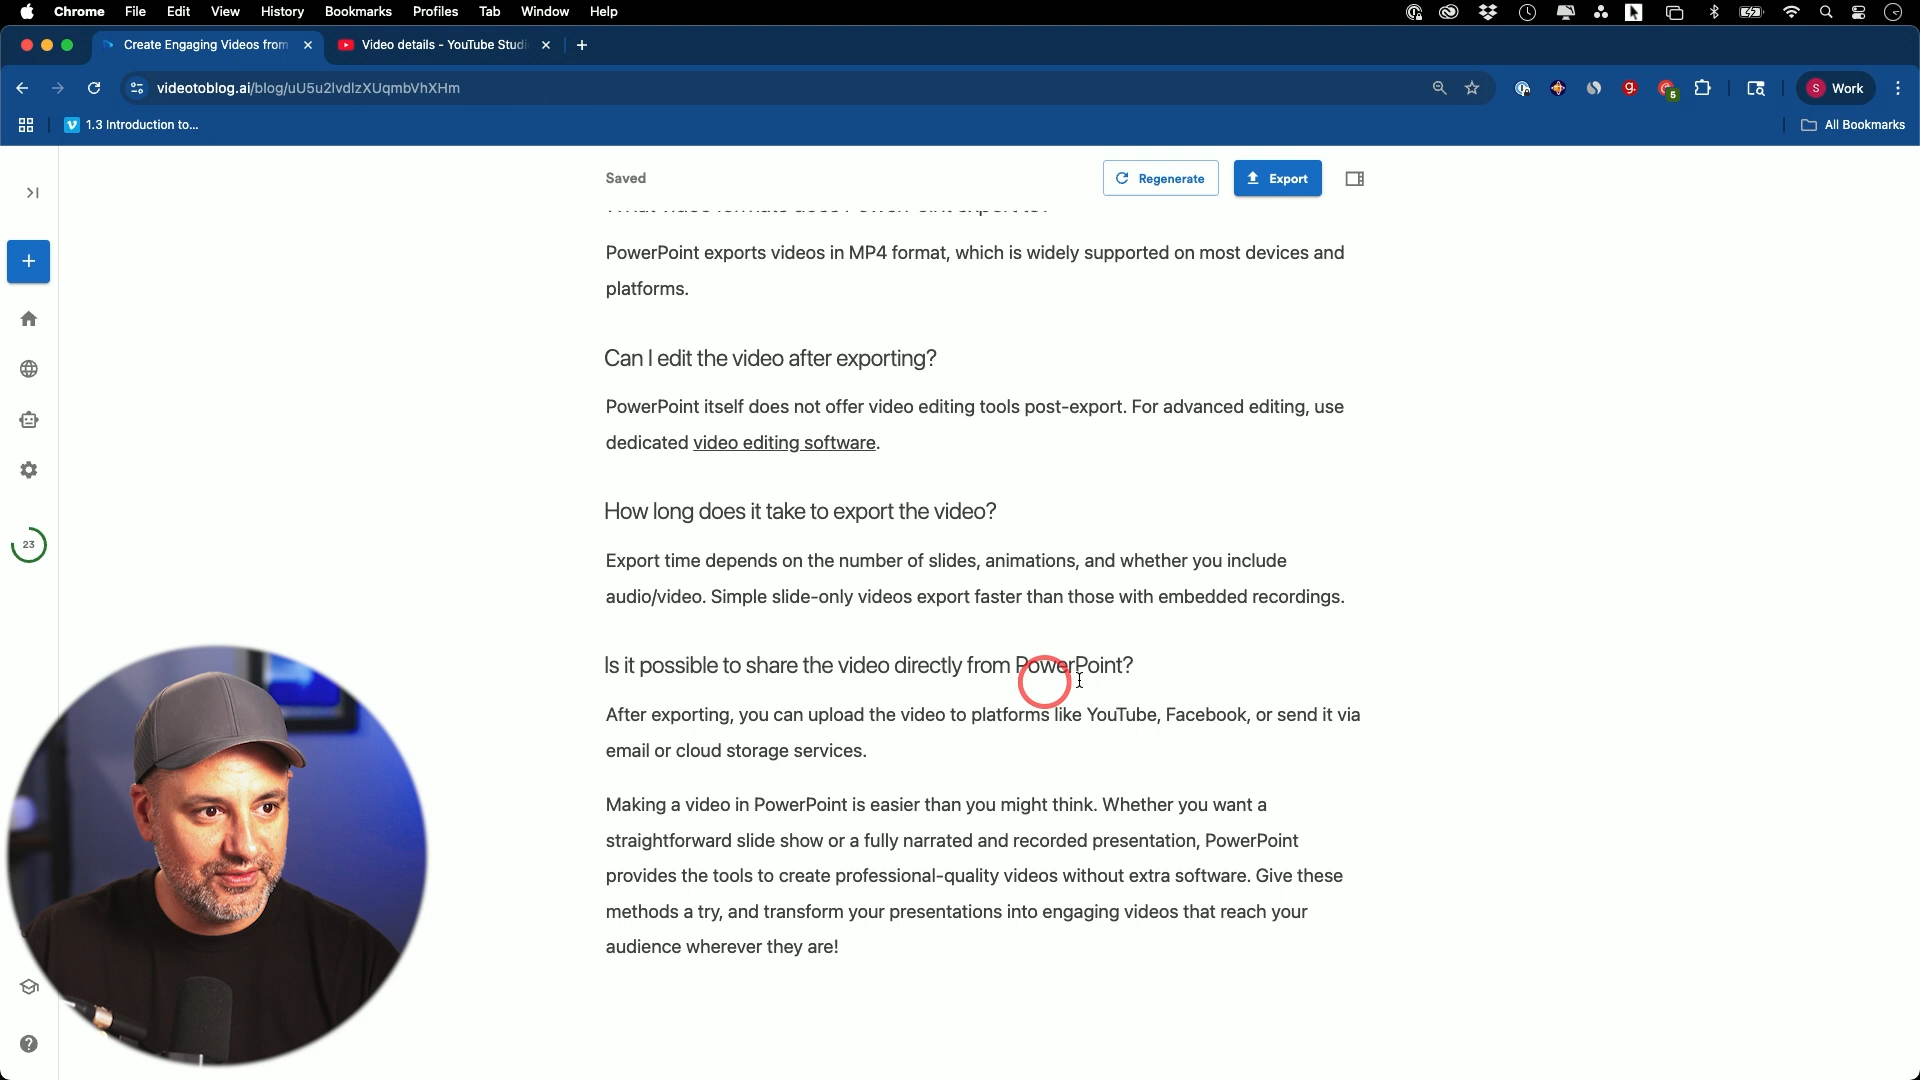 Chrome File Edit View History Bookmarks Profiles Tab Window Help
Create Engaging Videos from
Video details - YouTube Studi
videotoblog.ai/blog/uU5u2IvdIzXUqmbVhXHm
g.
5
S Work
1.3 Introduction to...
All Bookmarks
Saved
Regenerate
Export
PowerPoint exports videos in MP4 format, which is widely supported on most devices and
platforms.
Can I edit the video after exporting?
PowerPoint itself does not offer video editing tools post-export. For advanced editing, use
dedicated video editing software.
How long does it take to export the video?
23
Export time depends on the number of slides, animations, and whether you include
audio/video. Simple slide-only videos export faster than those with embedded recordings.
Is it possible to share the video directly from PowerPoint?
After exporting, you can upload the video to platforms like YouTube, Facebook, or send it via
email or cloud storage services.
Making a video in PowerPoint is easier than you might think. Whether you want a
straightforward slide show or a fully narrated and recorded presentation, PowerPoint
provides the tools to create professional-quality videos without extra software. Give these
methods a try, and transform your presentations into engaging videos that reach your
audience wherever they are!